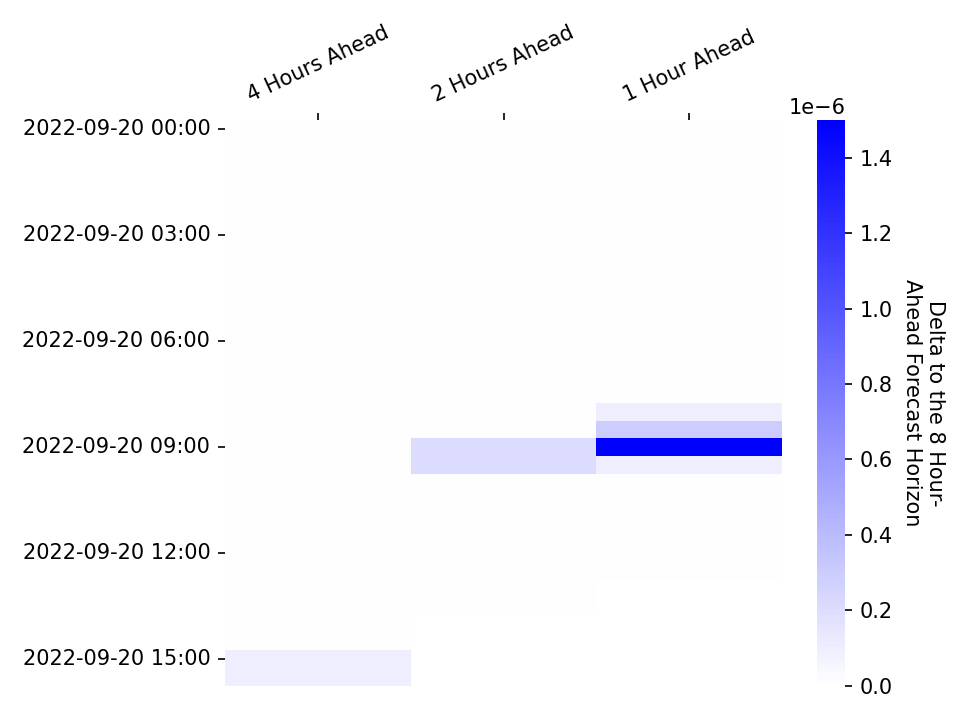 4 Hours Ahead
2 Hours Ahead
1 Hour Ahead
1e−6
2022-09-20 00:00
2022-09-20 03:00
2022-09-20 06:00
2022-09-20 09:00
2022-09-20 12:00
2022-09-20 15:00
1.4
1.2
1.0
0.8
0.6
0.4
0.2
0.0
Delta to the 8 Hour-
Ahead Forecast Horizon